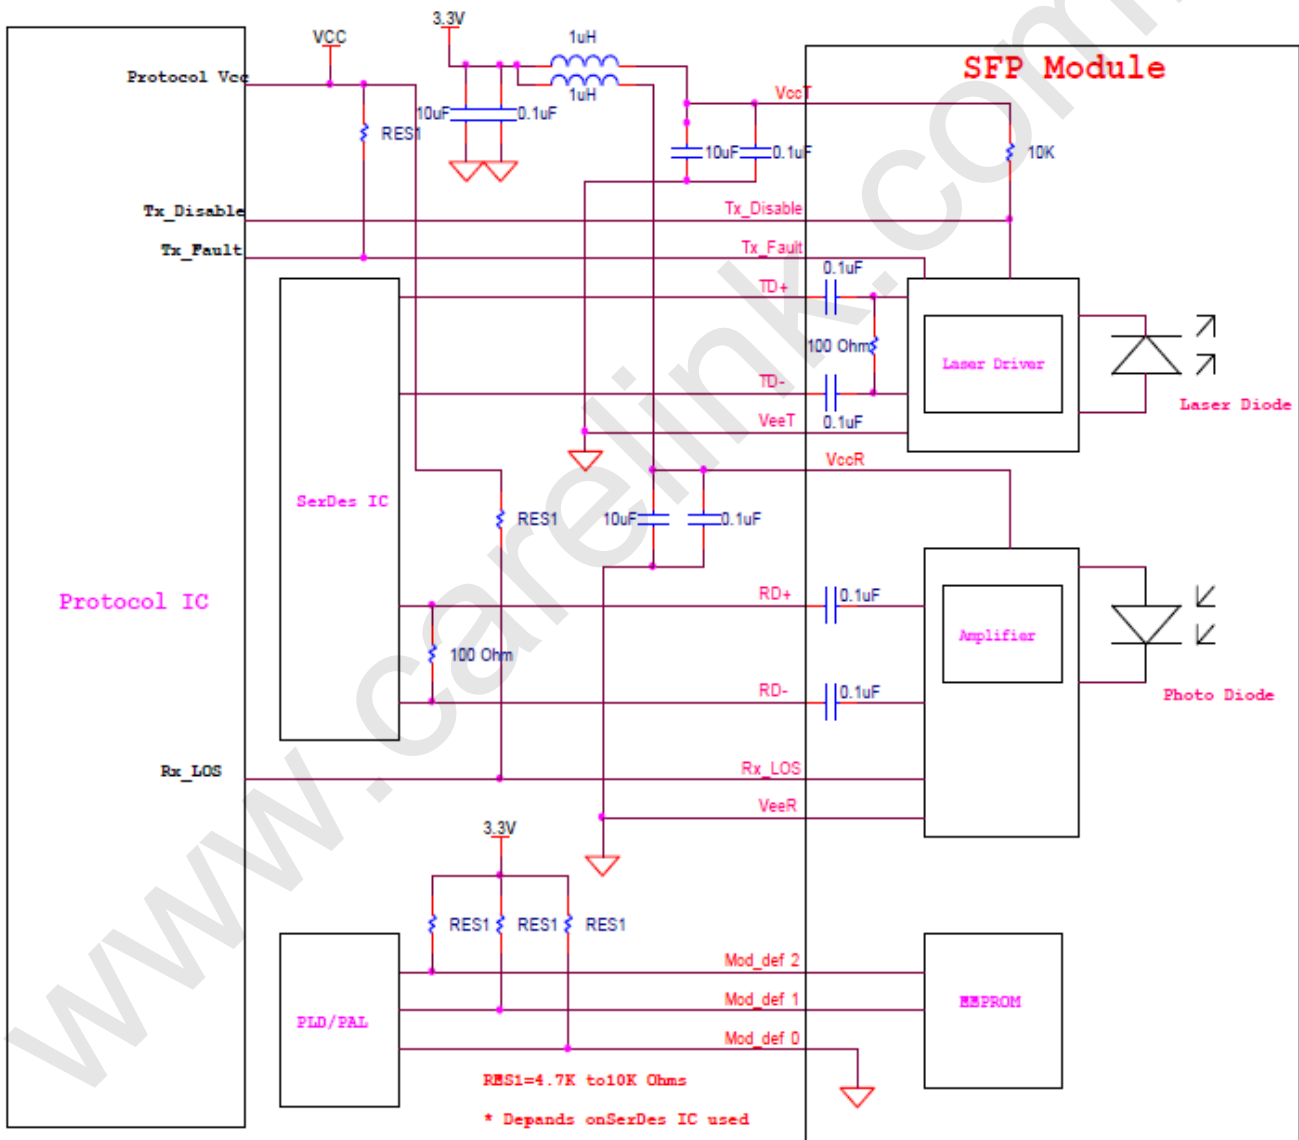 3.3V
1uH
VCC
SFP Module
Protocol Vcc
1uH
VccT
10uF
0.1uF
RES1
10uF
0.1uF
10K
Tx_Disable
Tx_Disable
Tx_Fault
Tx_Fault
0.1uF
TD+
100 Ohm
Laser Driver
TD-
Laser Diode
VeeT
0.1uF
VccR
SerDes IC
RES1
10uF
0.1uF
Protocol IC
RD+
0.1uF
Amplifier
100 Ohm
RD-
0.1uF
Photo Diode
Rx_LOS
Rx_LOS
VeeR
3.3V
RES1
RES1
RES1
Mod_def 2
Mod_def 1
EEPROM
PLD/PAL
Mod_def 0
RES1=4.7K to10K Ohms
* Depands onSerDes IC used
www.carelink.com